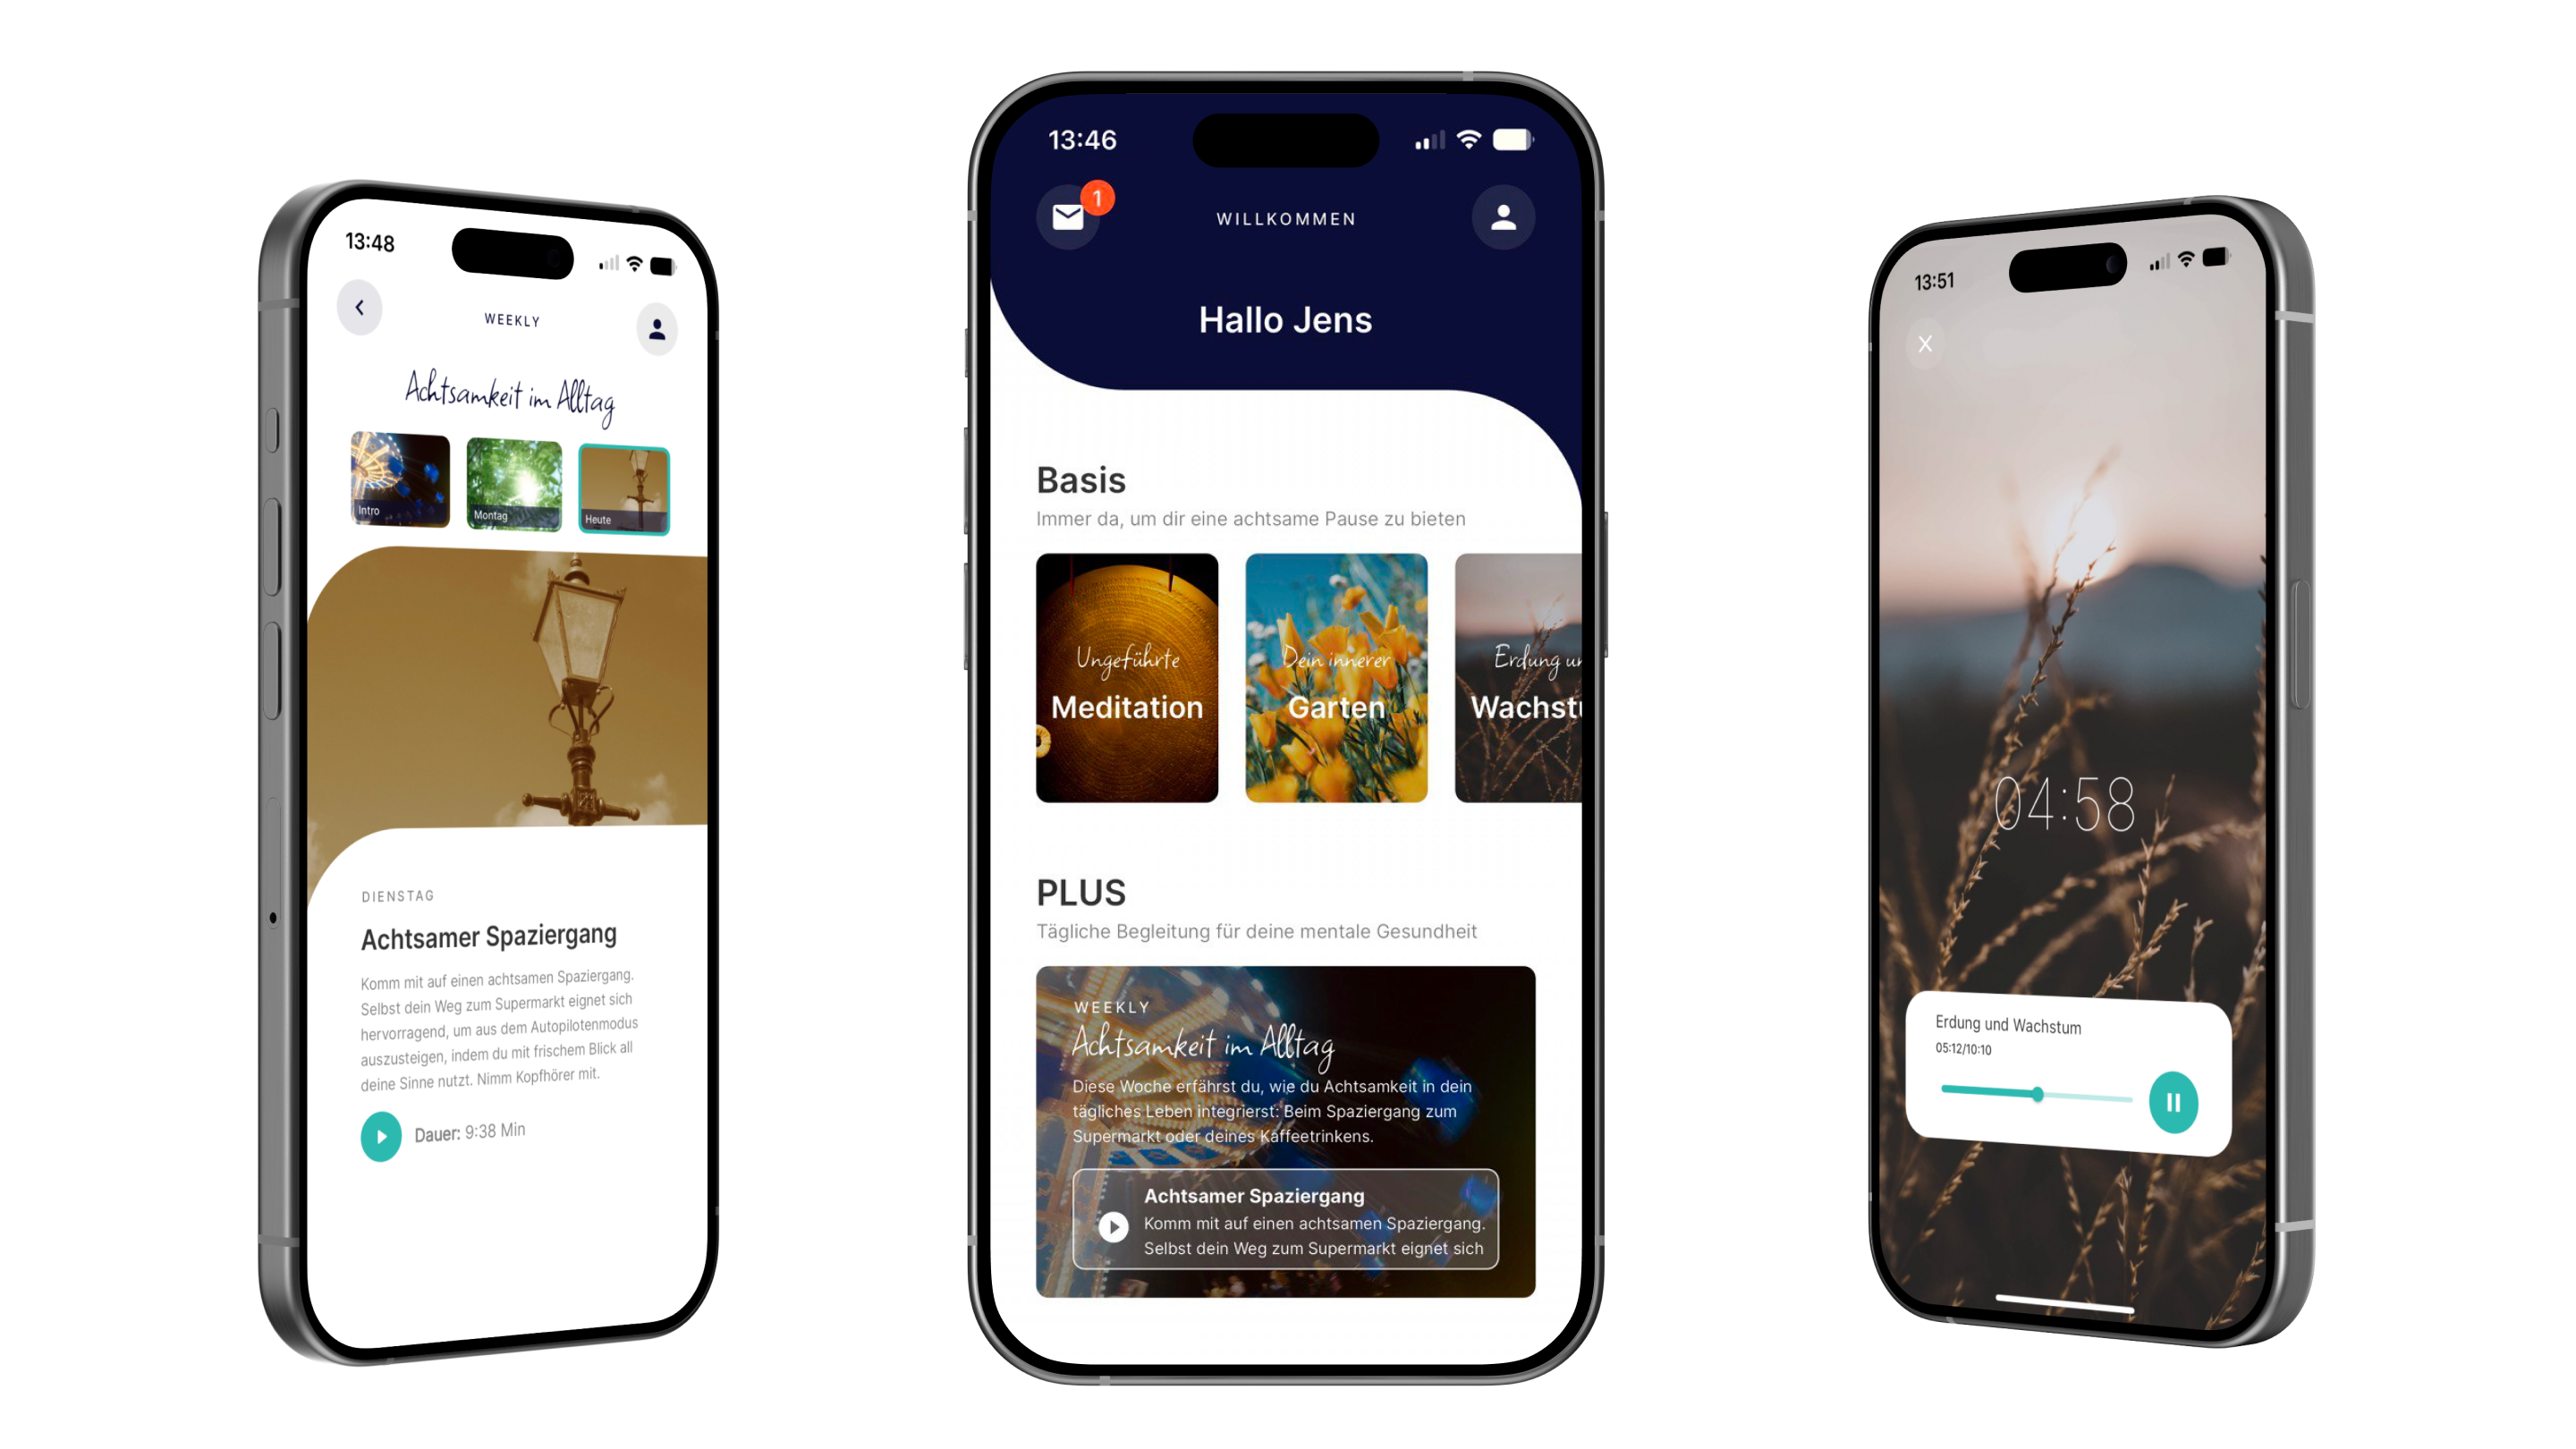 13:48
WEEKLY
Achtsamkeit im Alltag
Intro
Montag
Heute
DIENSTAG
Achtsamer Spaziergang
Komm mit auf einen achtsamen Spaziergang.
Selbst dein Weg zum Supermarkt eignet sich
hervorragend, um aus dem Autopilotenmodus
auszusteigen, indem du mit frischem Blick all
deine Sinne nutzt. Nimm Kopfhörer mit.
Dauer: 9:38 Min
13:46
1
WILLKOMMEN
Hallo Jens
Basis
Immer da, um dir eine achtsame Pause zu bieten
Ungeführte
Meditation
Dein innerer
Garten
Erdung un
Wachstu
PLUS
Tägliche Begleitung für deine mentale Gesundheit
WEEKLY
Achtsamkeit im Alltag
Diese Woche erfährst du, wie du Achtsamkeit in dein
tägliches Leben integrierst: Beim Spaziergang zum
Supermarkt oder deines Kaffeetrinkens.
Achtsamer Spaziergang
Komm mit auf einen achtsamen Spaziergang.
Selbst dein Weg zum Supermarkt eignet sich
13:51
04:58
Erdung und Wachstum
05:12/10:10